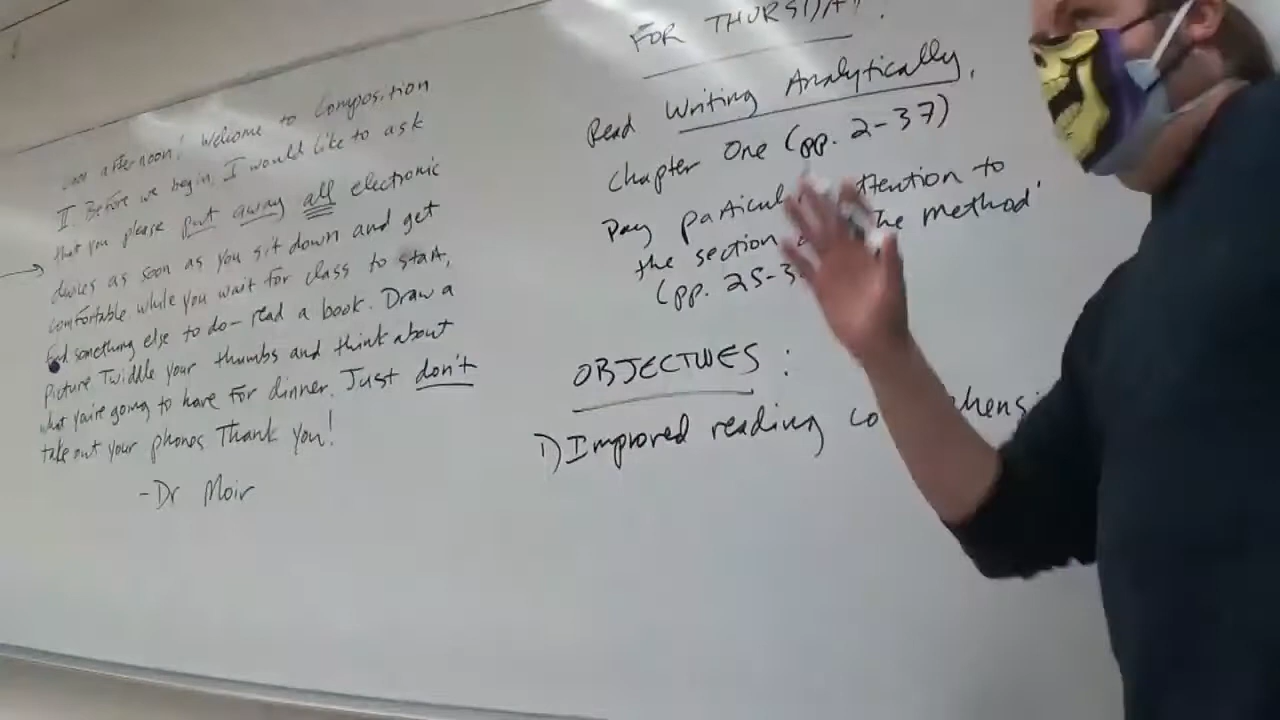 Good afternoon! Welcome to Composition
II. Before we begin, I would like to ask
that you please put away all electronic
devices as soon as you sit down and get
comfortable while you wait for class to start,
Find something else to do- read a book. Draw a
Picture Twiddle your thumbs and think about
what you're going to have for dinner. Just don't
take out your phones Thank you!
-Dr Moir
FOR THURSDAY:
Read Writing Analytically,
Chapter One (pp. 2-37)
Pay particular attention to
the section "The method"
(pp. 25-3
OBJECTIVES:
1) Improved reading comprehensi